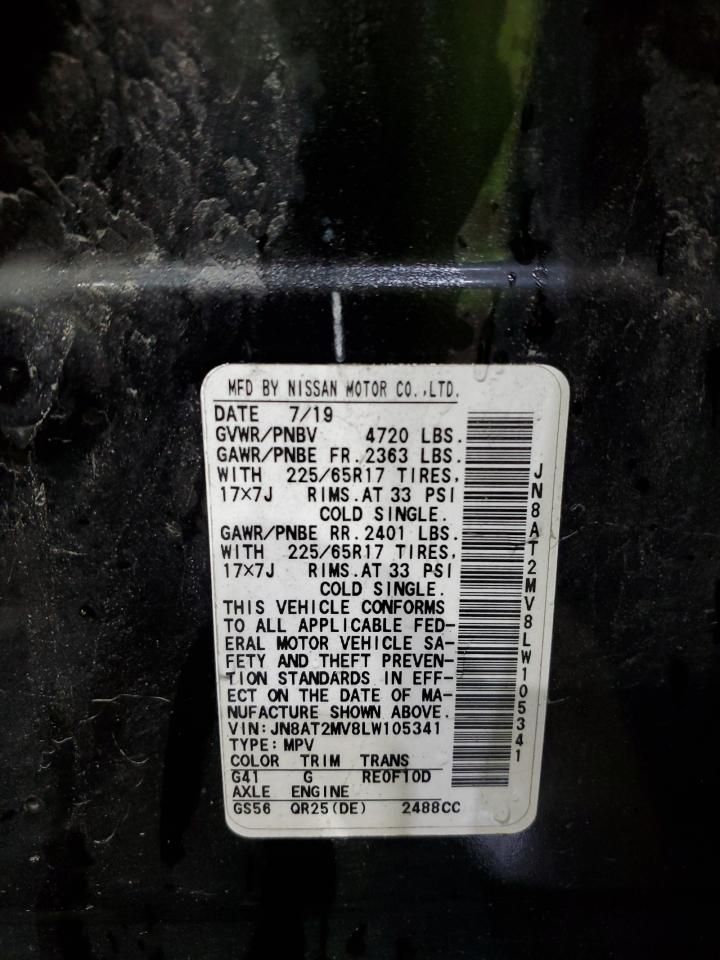 MFD BY NISSAN MOTOR CO.,LTD.
DATE 7/19
GVWR/PNBV 4720 LBS.
GAWR/PNBE FR.2363 LBS.
WITH 225/65R17 TIRES,
17×7J RIMS.AT 33 PSI
COLD SINGLE.
GAWR/PNBE RR.2401 LBS.
WITH 225/65R17 TIRES,
17×7J RIMS.AT 33 PSI
COLD SINGLE.
THIS VEHICLE CONFORMS
TO ALL APPLICABLE FED-
ERAL MOTOR VEHICLE SA-
FETY AND THEFT PREVEN-
TION STANDARDS IN EFF-
ECT ON THE DATE OF MA-
NUFACTURE SHOWN ABOVE.
VIN:JN8AT2MV8LW105341
TYPE:MPV
COLOR TRIM TRANS
G41 G RE0F10D
AXLE ENGINE
GS56 QR25(DE) 2488CC
JN8AT2MV8LW105341